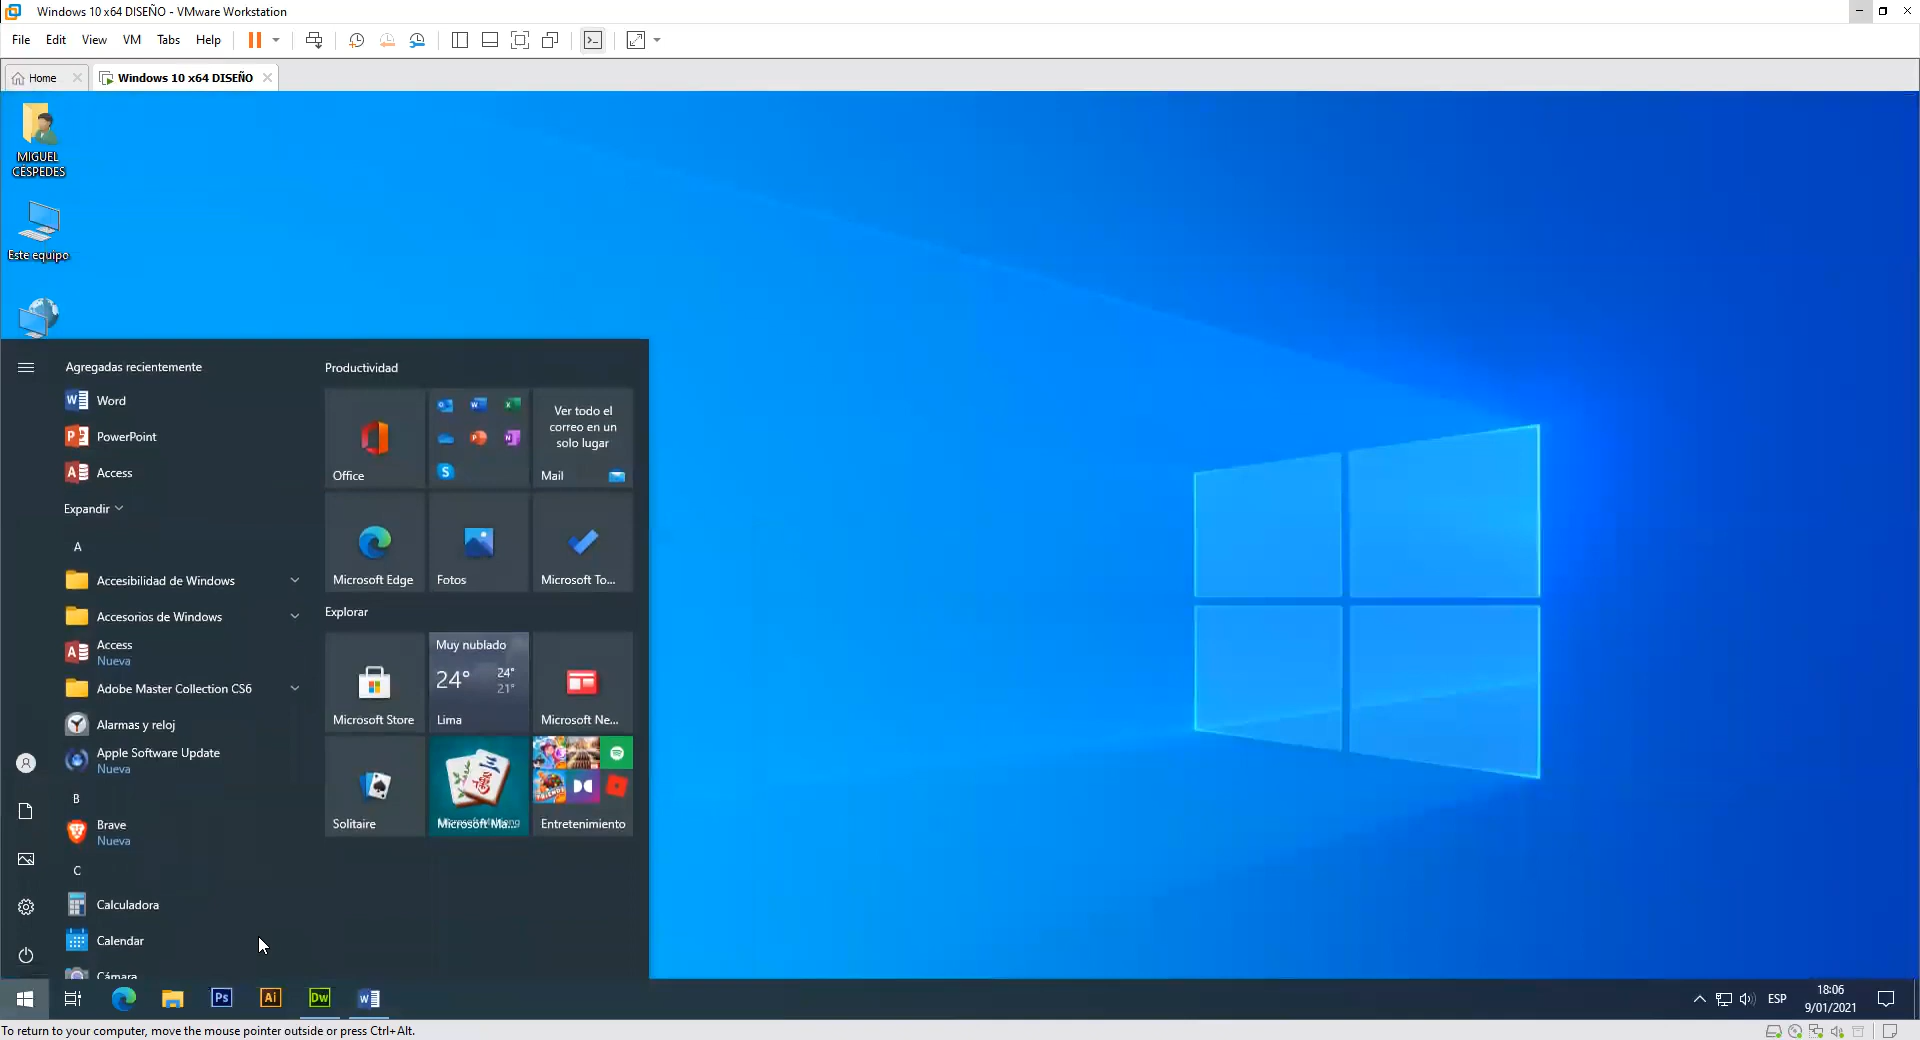 Windows 10 x64 DISEÑO - VMware Workstation
File Edit View VM Tabs Help
Home
Windows 10 x64 DISEÑO
MIGUEL
CESPEDES
Este equipo
Agregadas recientemente
Word
PowerPoint
Access
Expandir
A
Accesibilidad de Windows
Accesorios de Windows
Access
Nueva
Adobe Master Collection CS6
Alarmas y reloj
Apple Software Update
Nueva
B
Brave
Nueva
C
Calculadora
Calendar
Cámara
Productividad
Office
Ver todo el
correo en un
solo lugar
Mail
Microsoft Edge
Fotos
Microsoft To...
Explorar
Microsoft Store
Muy nublado
24°
24°
21°
Lima
Microsoft Ne...
Solitaire
Microsoft Ma...
Entretenimiento
Ps
Ai
Dw
ESP
18:06
9/01/2021
To return to your computer, move the mouse pointer outside or press Ctrl+Alt.